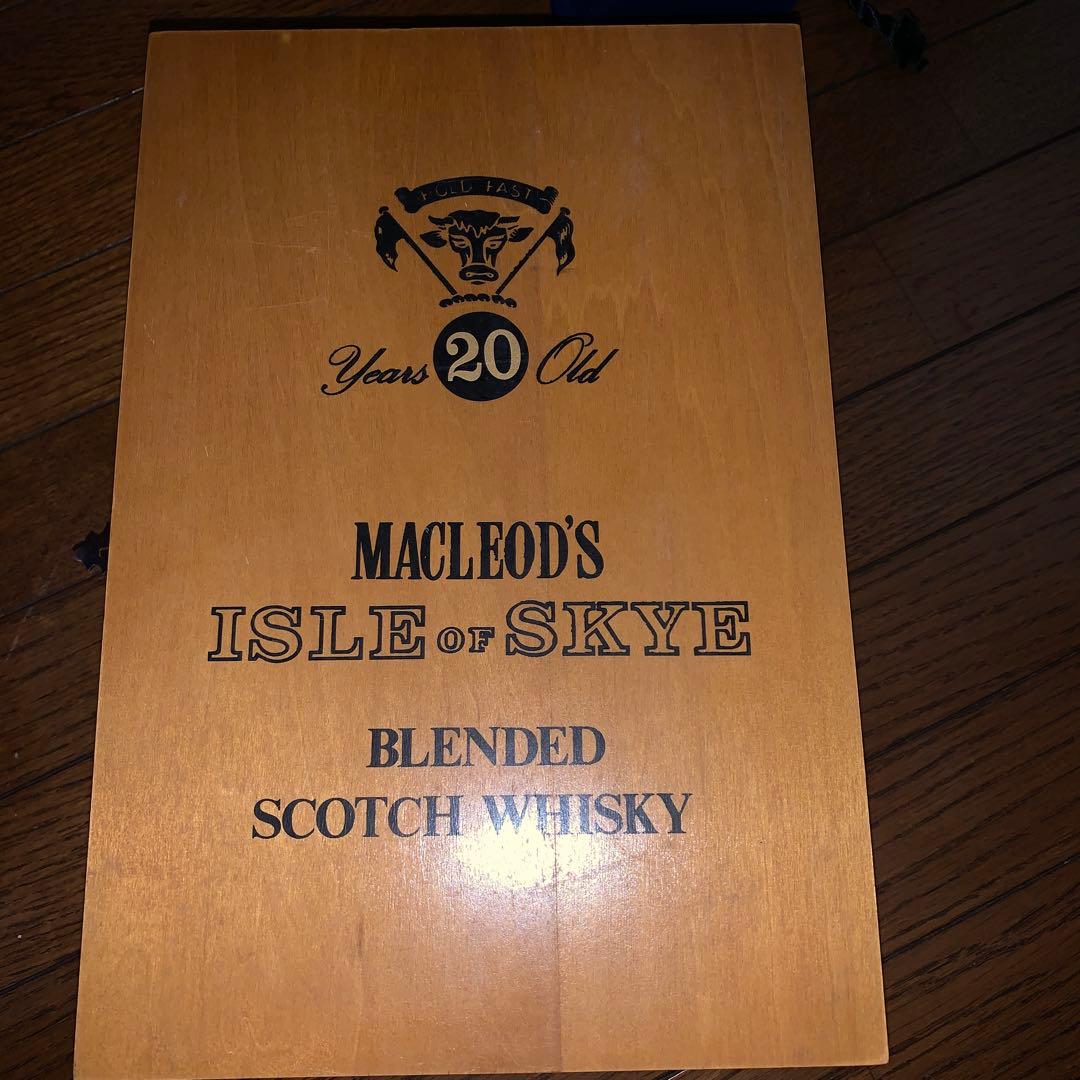 HOLD FAST
Years 20 Old
MACLEOD'S
ISLE OF SKYE
BLENDED
SCOTCH WHISKY